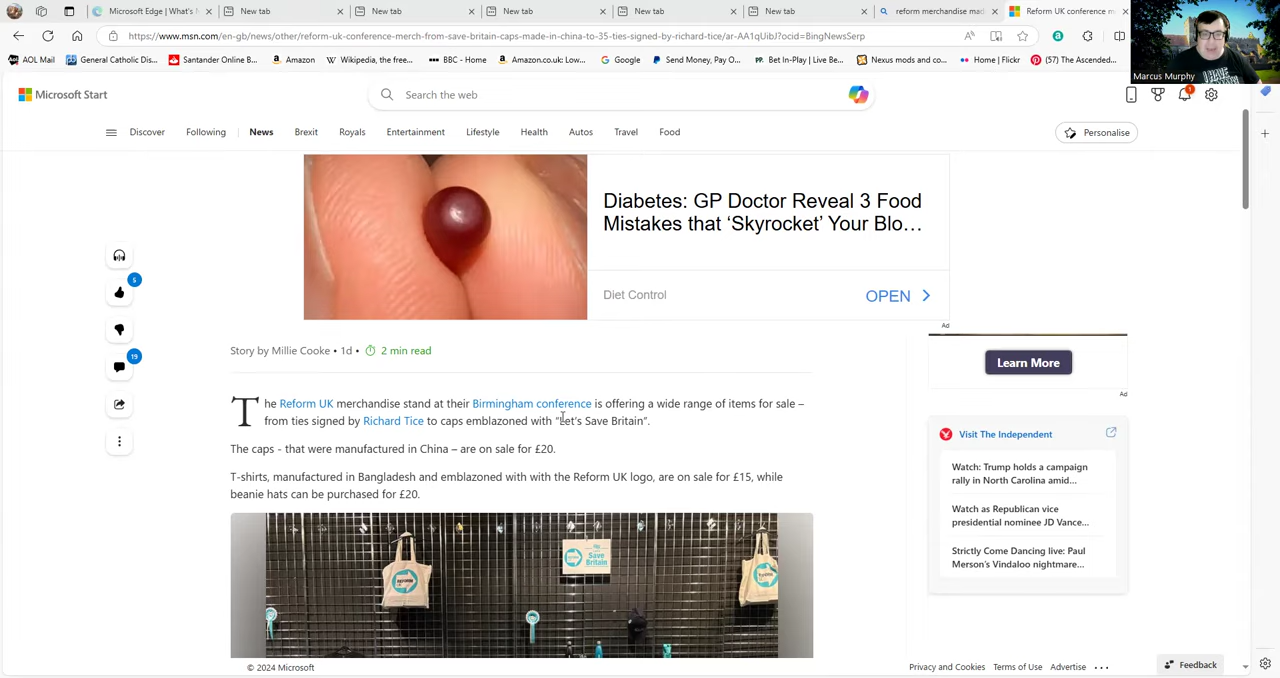 Microsoft Edge | What's N
New tab
New tab
New tab
New tab
New tab
reform merchandise mad
Reform UK conference m
https://www.msn.com/en-gb/news/other/reform-uk-conference-merch-from-save-britain-caps-made-in-china-to-35-ties-signed-by-richard-tice/ar-AA1qUibJ?ocid=BingNewsSerp
AOL Mail
General Catholic Dis...
Santander Online B...
Amazon
Wikipedia, the free...
BBC - Home
Amazon.co.uk: Low...
Google
Send Money, Pay O...
Bet In-Play | Live Be...
Nexus mods and co...
Home | Flickr
(57) The Ascended...
Marcus Murphy
I HAVE
Microsoft Start
Search the web
1
Discover
Following
News
Brexit
Royals
Entertainment
Lifestyle
Health
Autos
Travel
Food
Personalise
Diabetes: GP Doctor Reveal 3 Food
Mistakes that ‘Skyrocket’ Your Blo...
Diet Control
OPEN
Ad
5
19
Story by Millie Cooke • 1d •
2 min read
Learn More
Ad
The Reform UK merchandise stand at their Birmingham conference is offering a wide range of items for sale –
from ties signed by Richard Tice to caps emblazoned with “Let’s Save Britain”.
The caps - that were manufactured in China – are on sale for £20.
T-shirts, manufactured in Bangladesh and emblazoned with with the Reform UK logo, are on sale for £15, while
beanie hats can be purchased for £20.
Visit The Independent
Watch: Trump holds a campaign
rally in North Carolina amid...
Watch as Republican vice
presidential nominee JD Vance...
Strictly Come Dancing live: Paul
Merson’s Vindaloo nightmare...
REFORM
Save
Britain
© 2024 Microsoft
Privacy and Cookies
Terms of Use
Advertise
Feedback